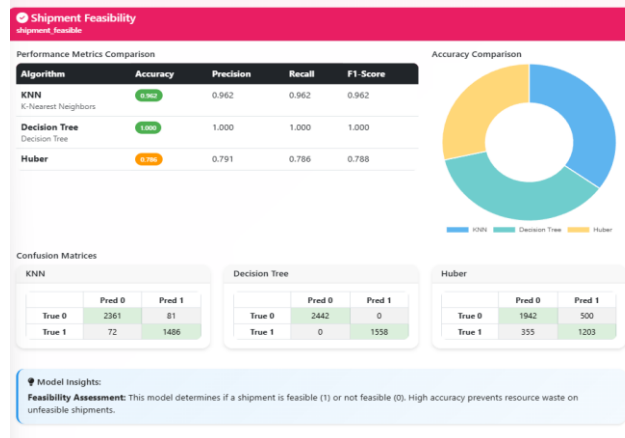 Shipment Feasibility
shipment_feasible
Performance Metrics Comparison
Algorithm Accuracy Precision Recall F1-Score
KNN 0.962 0.962 0.962 0.962
K-Nearest Neighbors
Decision Tree 1.000 1.000 1.000 1.000
Decision Tree
Huber 0.786 0.791 0.786 0.788
Accuracy Comparison
KNN Decision Tree Huber
Confusion Matrices
KNN
Pred 0 Pred 1
True 0 2361 81
True 1 72 1486
Decision Tree
Pred 0 Pred 1
True 0 2442 0
True 1 0 1558
Huber
Pred 0 Pred 1
True 0 1942 500
True 1 355 1203
Model Insights:
Feasibility Assessment: This model determines if a shipment is feasible (1) or not feasible (0). High accuracy prevents resource waste on
unfeasible shipments.